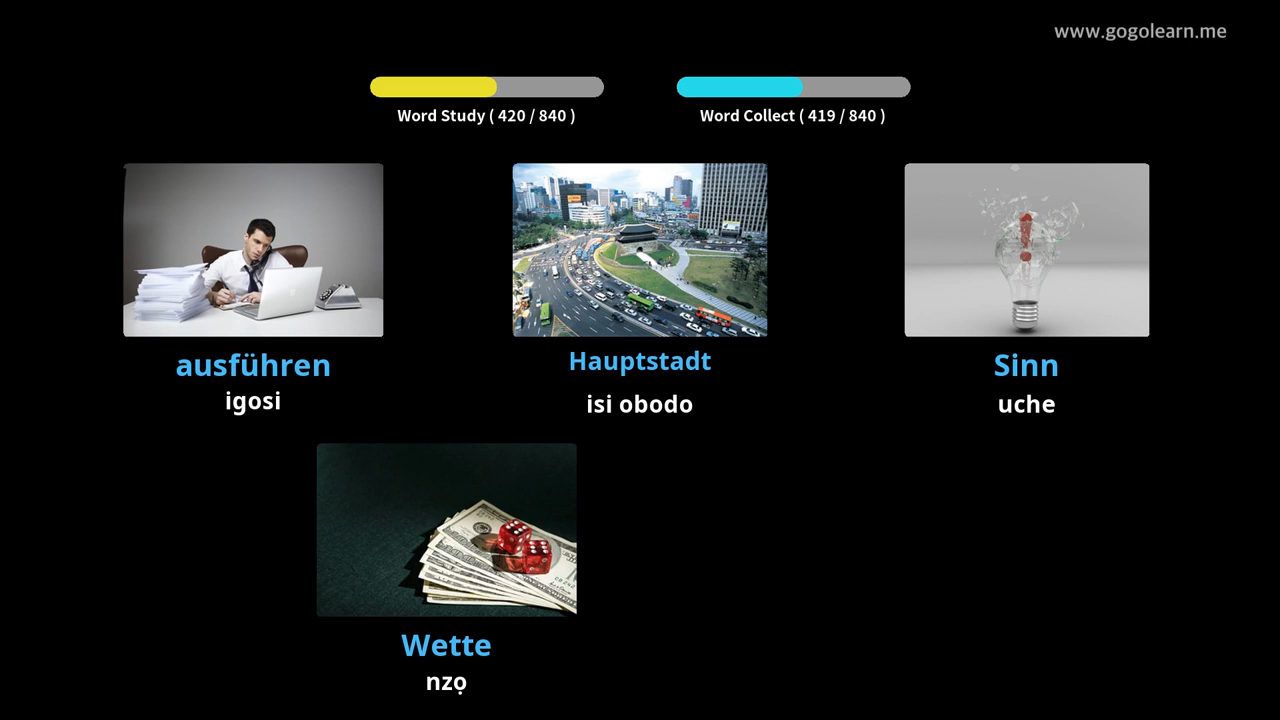 www.gogolearn.me
Word Study ( 420 / 840 )
Word Collect ( 419 / 840 )
ausführen
igosi
Hauptstadt
isi obodo
Sinn
uche
Wette
nzọ